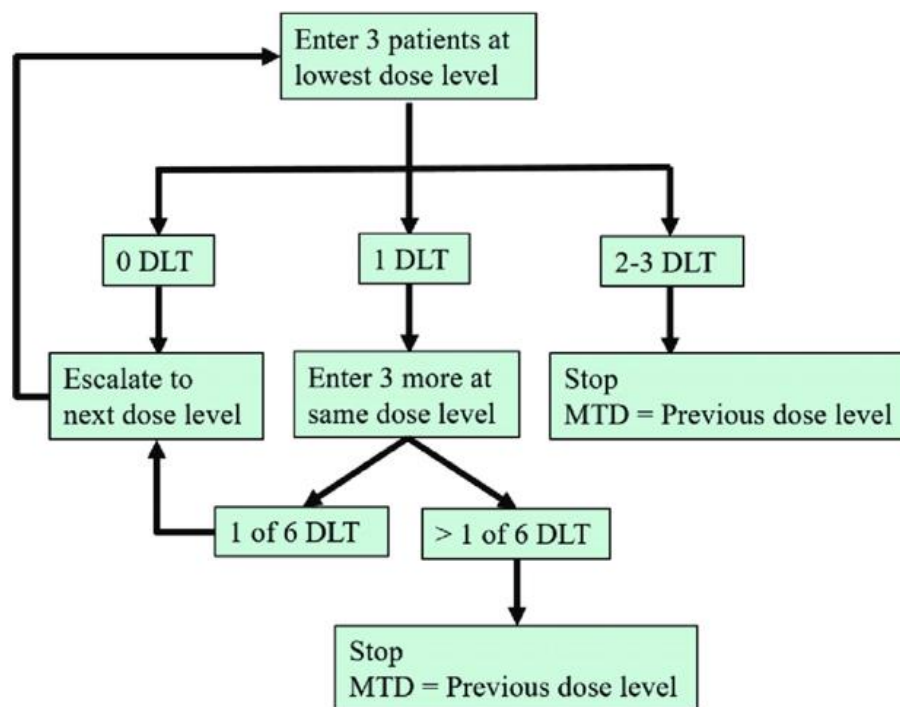 Enter 3 patients at
lowest dose level
0 DLT
1 DLT
2-3 DLT
Escalate to
next dose level
Enter 3 more at
same dose level
Stop
MTD = Previous dose level
1 of 6 DLT
> 1 of 6 DLT
Stop
MTD = Previous dose level